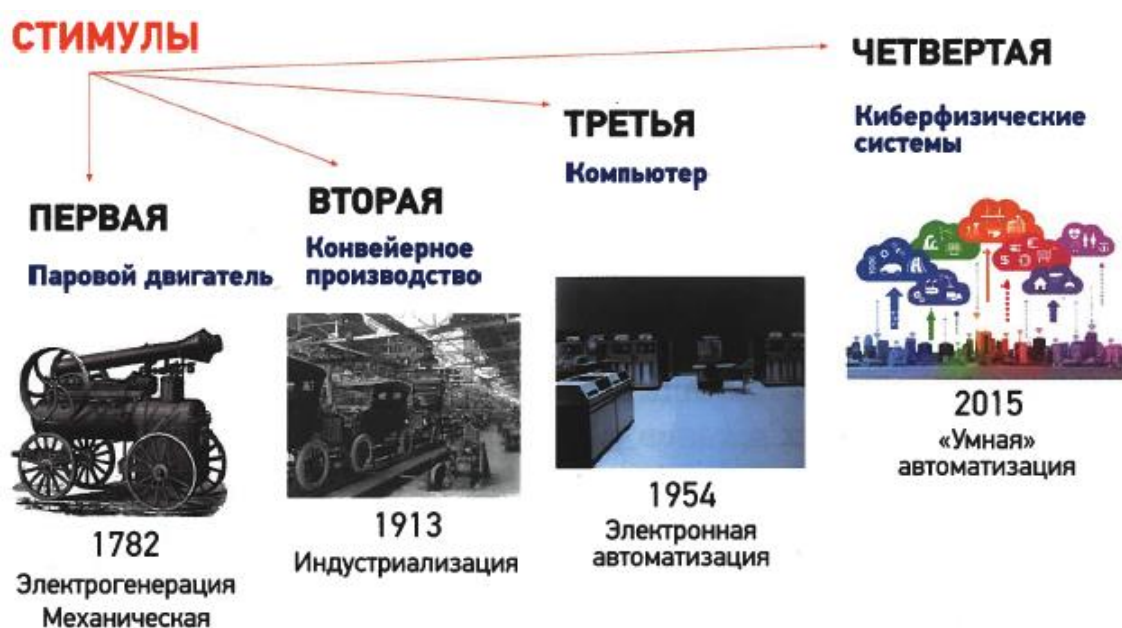 СТИМУЛЫ
ПЕРВАЯ
Паровой двигатель
1782
Электрогенерация
Механическая
ВТОРАЯ
Конвейерное
производство
1913
Индустриализация
ТРЕТЬЯ
Компьютер
1954
Электронная
автоматизация
ЧЕТВЕРТАЯ
Киберфизические
системы
2015
«Умная»
автоматизация